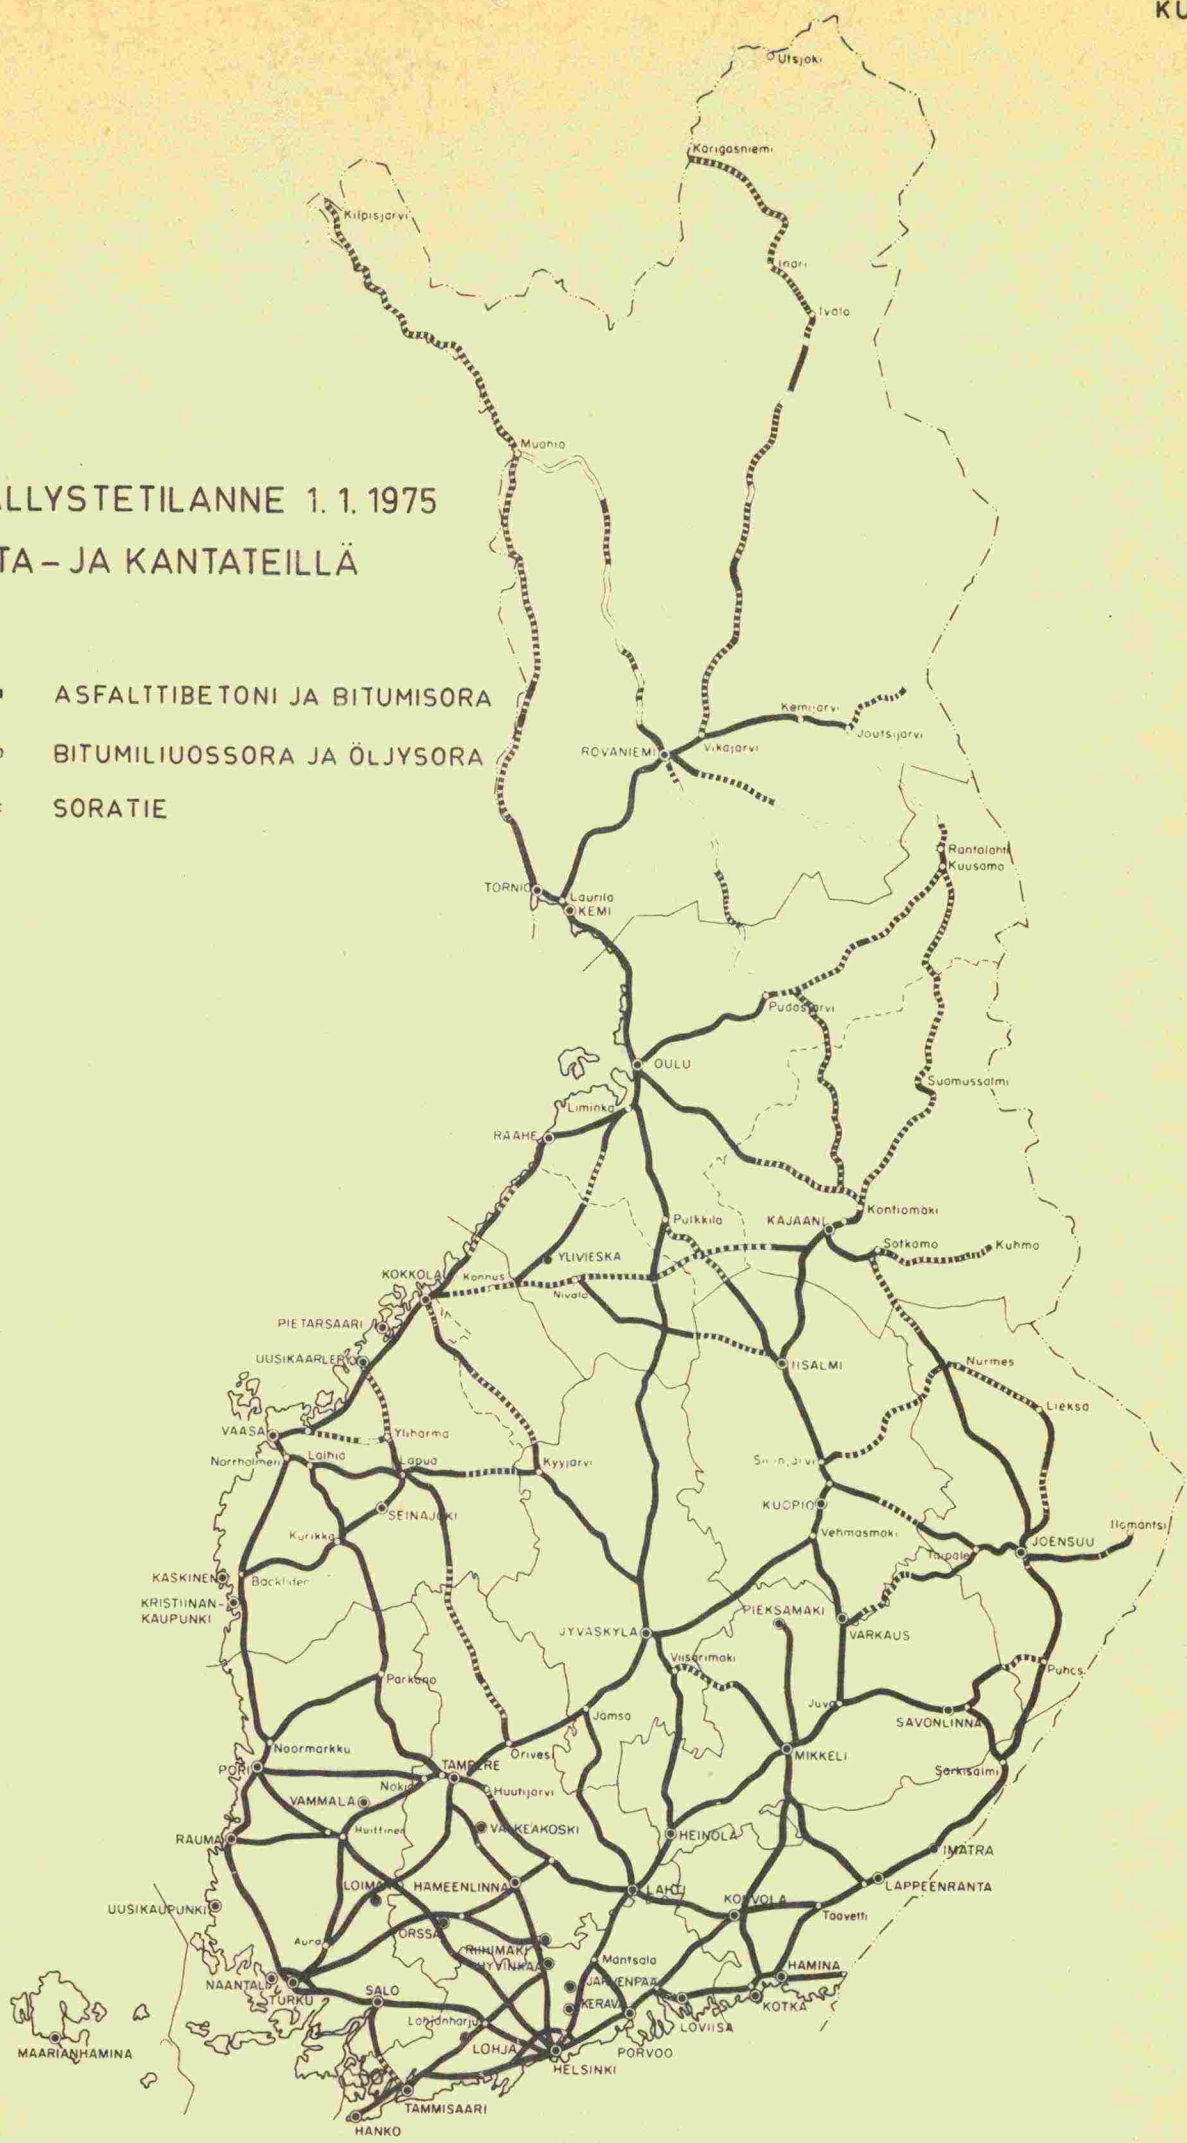 KU
Utsjoki
Karigasniemi
Kilpisjärvi
Inari
Ivalo
Muonio
LLYSTETILANNE 1.1.1975
TA-JA KANTATEILLÄ
ASFALTTIBETONI JA BITUMISORA
BITUMILIUOSSORA JA ÖLJYSORA
SORATIE
Kemijärvi
Joutsijärvi
ROVANIEMI
Vikajärvi
Rantalahti
Kuusamo
TORNIO
Laurila
KEMI
Pudasjärvi
OULU
Suomussalmi
Liminka
RAAHE
Kontiomäki
Pulkkila
KAJAANI
Sotkamo
Kuhmo
YLIVIESKA
KOKKOLA
Kannus
Nivala
PIETARSAARI
UUSIKAARLEPYY
IISALMI
Nurmes
Lieksa
VAASA
Ylihärmä
Norrholmen
Laihia
Lapua
Kyyjärvi
Siilinjärvi
KUOPIO
SEINÄJOKI
Kurikka
Vehmasmäki
Ilomantsi
JOENSUU
Taipale
KASKINEN
Backliden
KRISTIINAN-
KAUPUNKI
PIEKSÄMÄKI
JYVÄSKYLÄ
VARKAUS
Viisarimäki
Puhos
Parkano
Juva
SAVONLINNA
Jämsä
Noormarkku
Orivesi
MIKKELI
Särkisalmi
PORI
TAMPERE
Nokia
Huutijärvi
VAMMALA
VALKEAKOSKI
Huittinen
RAUMA
HEINOLA
IMATRA
LOIMAA
HÄMEENLINNA
LAHTI
LAPPEENRANTA
KOUVOLA
UUSIKAUPUNKI
Taavetti
FORSSA
Aura
RIIHIMÄKI
HYVINKÄÄ
Mäntsälä
HAMINA
NAANTALI
TURKU
SALO
JÄRVENPÄÄ
KERAVA
KOTKA
LOVIISA
Lohjanharju
LOHJA
PORVOO
MAARIANHAMINA
HELSINKI
TAMMISAARI
HANKO